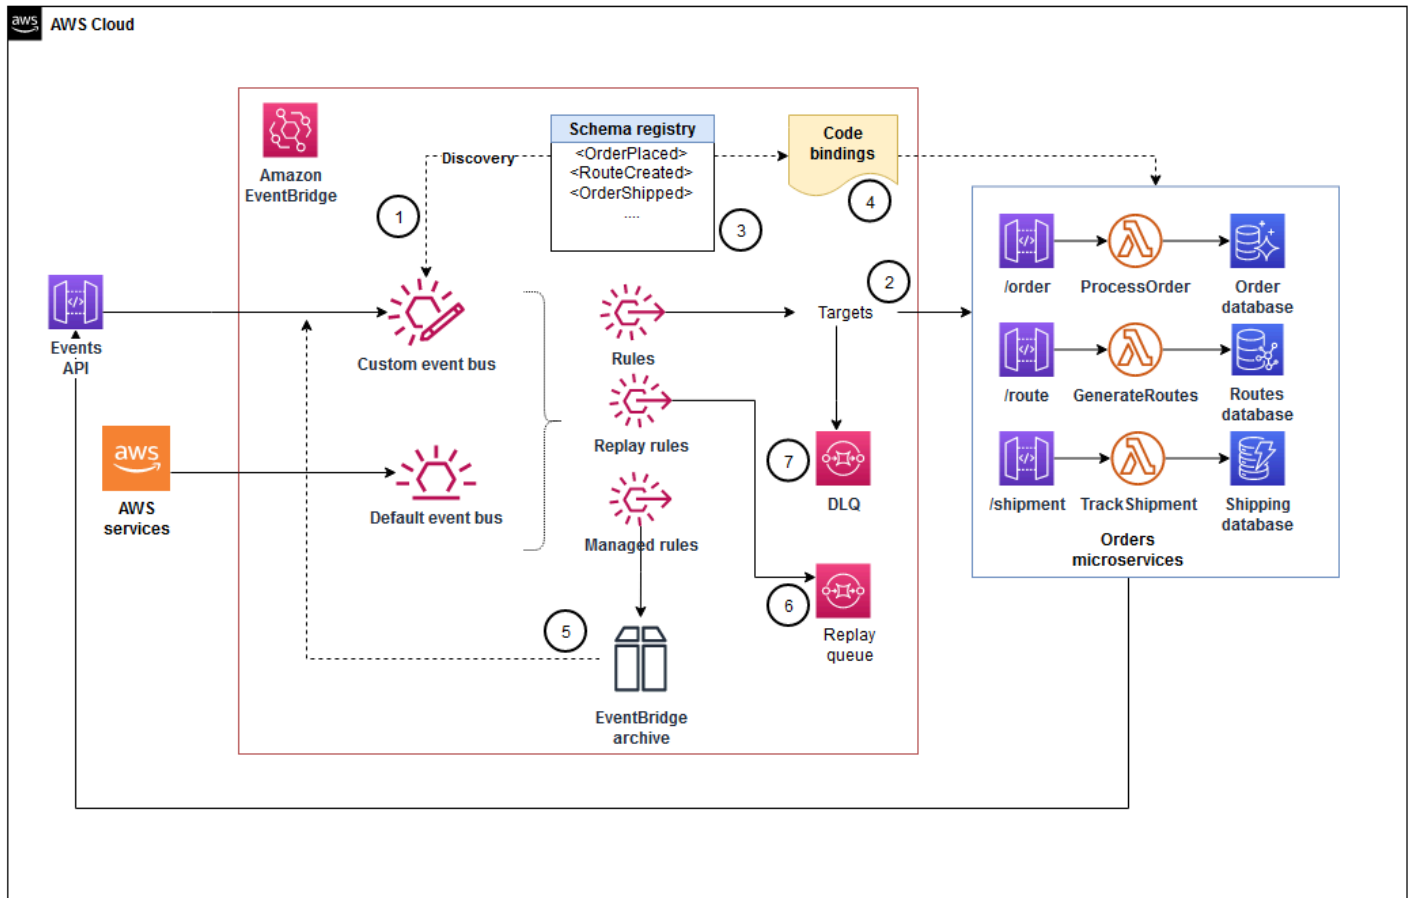 aws
AWS Cloud
Amazon
EventBridge
Discovery
Schema registry
<OrderPlaced>
<RouteCreated>
<OrderShipped>
....
Code
bindings
1
3
4
2
Events
API
Custom event bus
Rules
Targets
Replay rules
aws
AWS
services
Default event bus
Managed rules
7
DLQ
6
Replay
queue
5
EventBridge
archive
/order
ProcessOrder
Order
database
/route
GenerateRoutes
Routes
database
/shipment
TrackShipment
Shipping
database
Orders
microservices